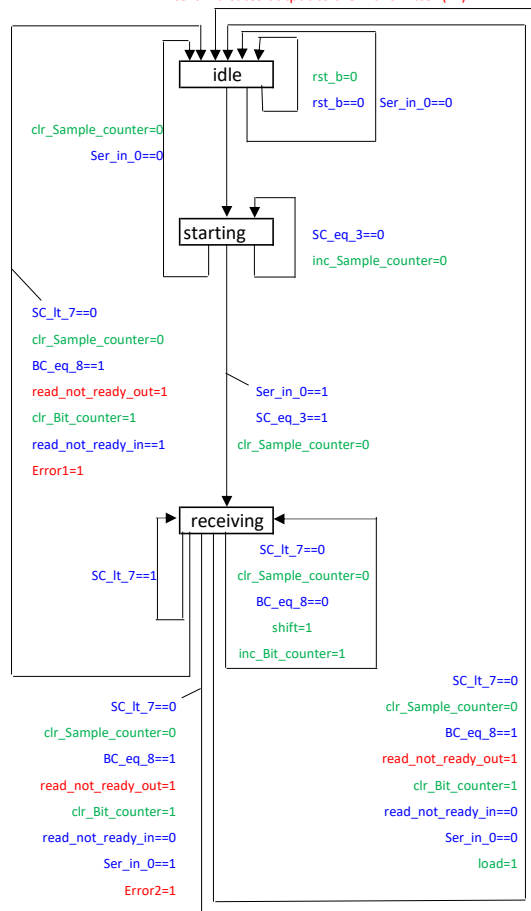 idle
rst_b=0
rst_b==0 Ser_in_0==0
clr_Sample_counter=0
Ser_in_0==0
starting
SC_eq_3==0
inc_Sample_counter=0
SC_lt_7==0
clr_Sample_counter=0
BC_eq_8==1
read_not_ready_out=1
clr_Bit_counter=1
read_not_ready_in==1
Error1=1
Ser_in_0==1
SC_eq_3==1
clr_Sample_counter=0
receiving
SC_lt_7==1
SC_lt_7==0
clr_Sample_counter=0
BC_eq_8==0
shift=1
inc_Bit_counter=1
SC_lt_7==0
clr_Sample_counter=0
BC_eq_8==1
read_not_ready_out=1
clr_Bit_counter=1
read_not_ready_in==0
Ser_in_0==1
Error2=1
SC_lt_7==0
clr_Sample_counter=0
BC_eq_8==1
read_not_ready_out=1
clr_Bit_counter=1
read_not_ready_in==0
Ser_in_0==0
load=1